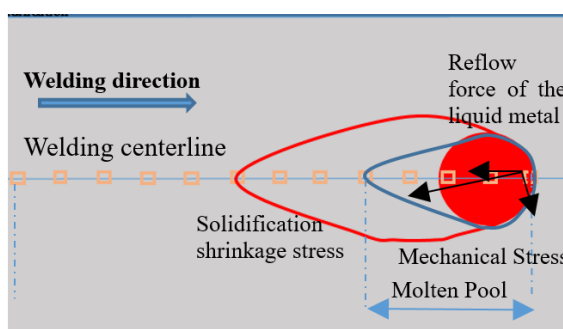 Reflow
Welding direction
force of the
liquid metal
Welding centerline
Solidification
shrinkage stress
Mechanical Stress
Molten Pool